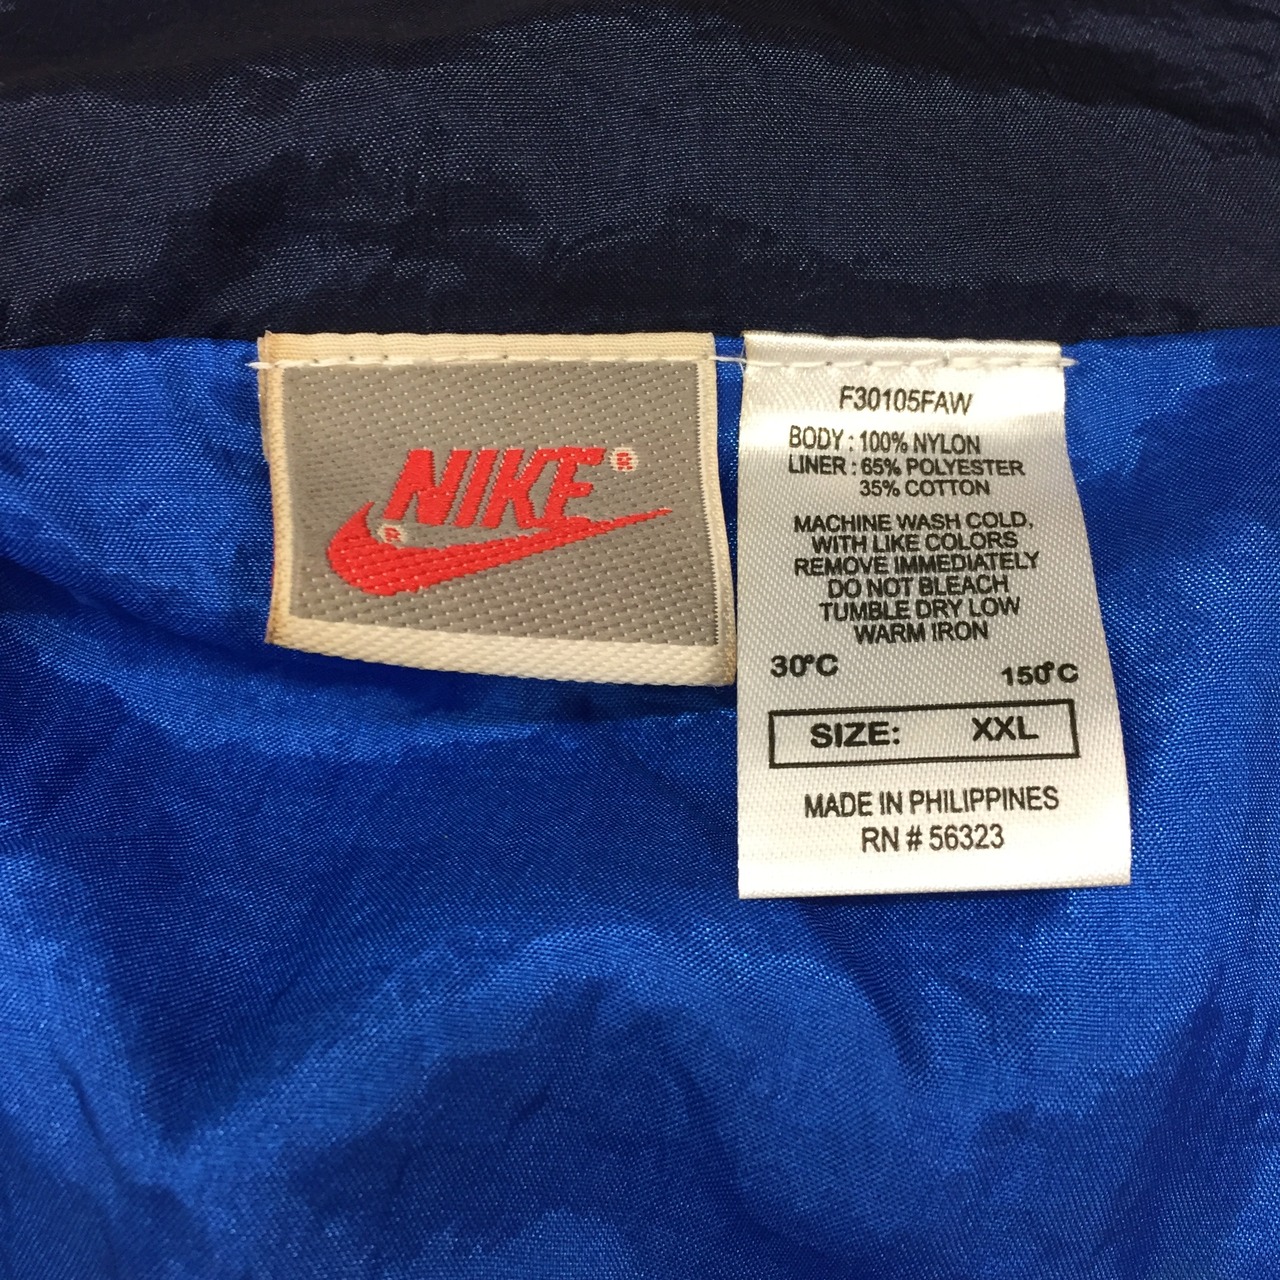 NIKE®
®
F30105FAW
BODY : 100% NYLON
LINER : 65% POLYESTER
35% COTTON
MACHINE WASH COLD,
WITH LIKE COLORS
REMOVE IMMEDIATELY
DO NOT BLEACH
TUMBLE DRY LOW
WARM IRON
30°C 150°C
SIZE: XXL
MADE IN PHILIPPINES
RN # 56323